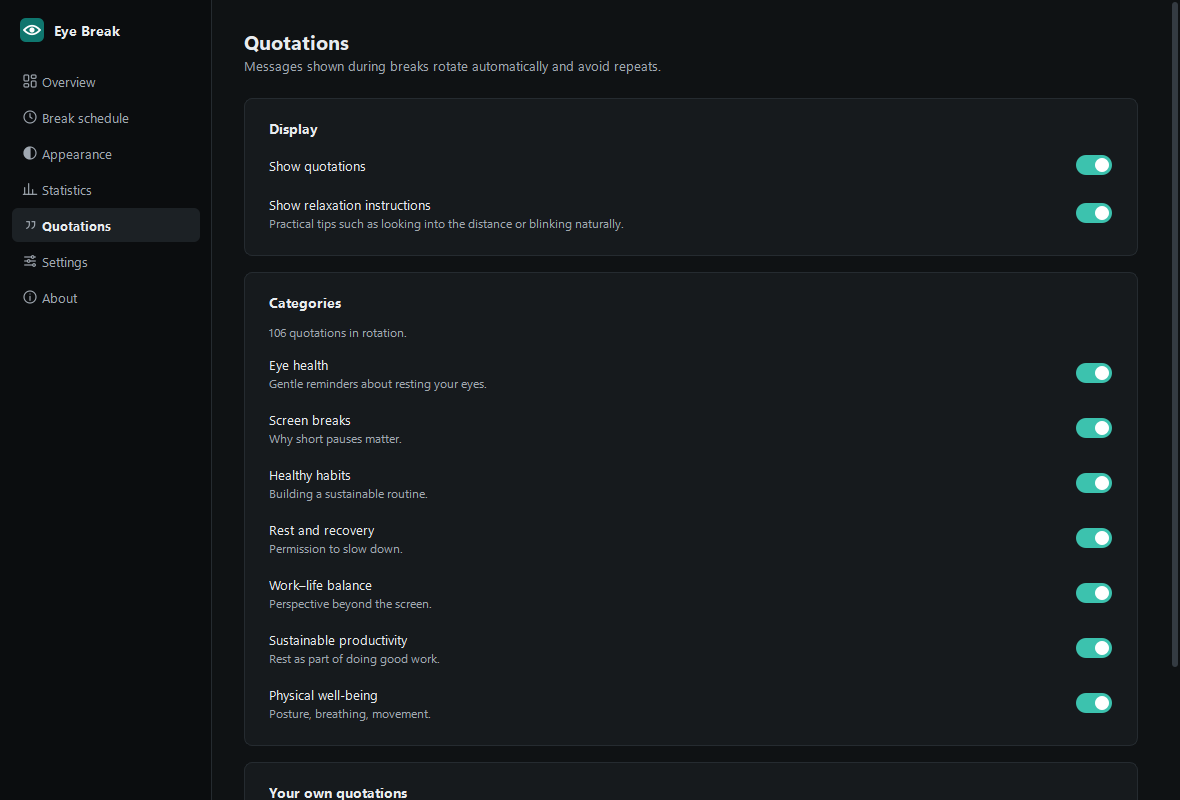 Eye Break
Overview
Break schedule
Appearance
Statistics
Quotations
Settings
About
Quotations
Messages shown during breaks rotate automatically and avoid repeats.
Display
Show quotations
Show relaxation instructions
Practical tips such as looking into the distance or blinking naturally.
Categories
106 quotations in rotation.
Eye health
Gentle reminders about resting your eyes.
Screen breaks
Why short pauses matter.
Healthy habits
Building a sustainable routine.
Rest and recovery
Permission to slow down.
Work–life balance
Perspective beyond the screen.
Sustainable productivity
Rest as part of doing good work.
Physical well-being
Posture, breathing, movement.
Your own quotations